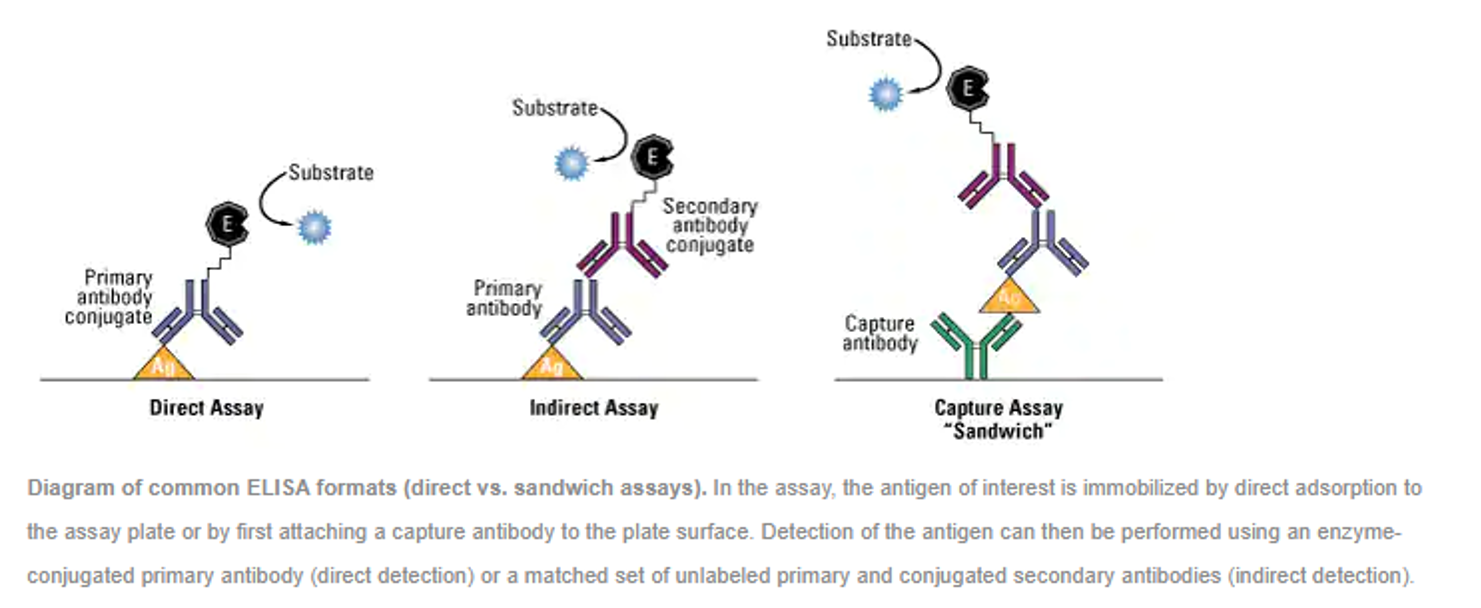 Substrate
E
Primary
antibody
conjugate
Ag
Direct Assay
Substrate
E
Secondary
antibody
conjugate
Primary
antibody
Ag
Indirect Assay
Substrate
E
Ag
Capture
antibody
Capture Assay
“Sandwich”
Diagram of common ELISA formats (direct vs. sandwich assays). In the assay, the antigen of interest is immobilized by direct adsorption to
the assay plate or by first attaching a capture antibody to the plate surface. Detection of the antigen can then be performed using an enzyme-
conjugated primary antibody (direct detection) or a matched set of unlabeled primary and conjugated secondary antibodies (indirect detection).